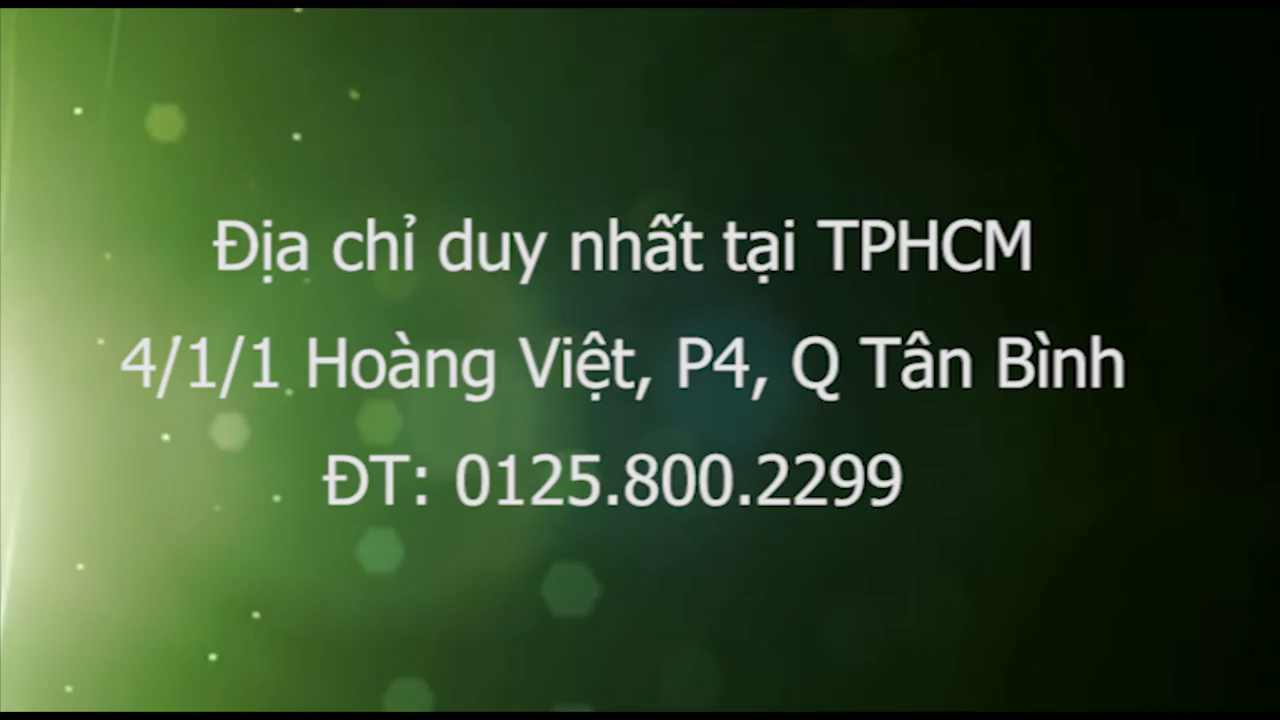 Địa chỉ duy nhất tại TPHCM
4/1/1 Hoàng Việt, P4, Q Tân Bình
ĐT: 0125.800.2299